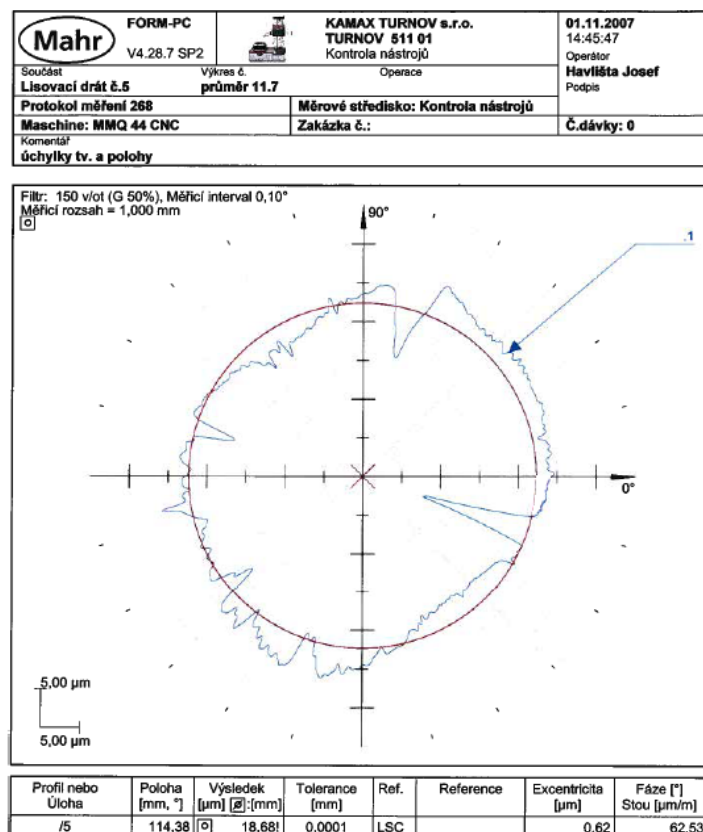 Mahr
FORM-PC
V4.28.7 SP2
KAMAX TURNOV s.r.o.
TURNOV 511 01
Kontrola nástrojů
01.11.2007
14:45:47
Operátor
Havlišta Josef
Podpis
Součást
Výkres č.
Operace
Lisovací drát č.5
průměr 11.7
Protokol měření 268
Měrové středisko: Kontrola nástrojů
Maschine: MMQ 44 CNC
Zakázka č.:
Č.dávky: 0
Komentář
úchylky tv. a polohy
Filtr: 150 v/ot (G 50%), Měřicí interval 0,10°
Měřicí rozsah = 1,000 mm
90°
.1
0°
5,00 µm
5,00 µm
Profil nebo Úloha
Poloha [mm, °]
Výsledek [µm] :[mm]
Tolerance [mm]
Ref.
Reference
Excentricita [µm]
Fáze [°] Stou [µm/m]
/5 114.38 18.68! 0.0001 LSC 0.62 62.53